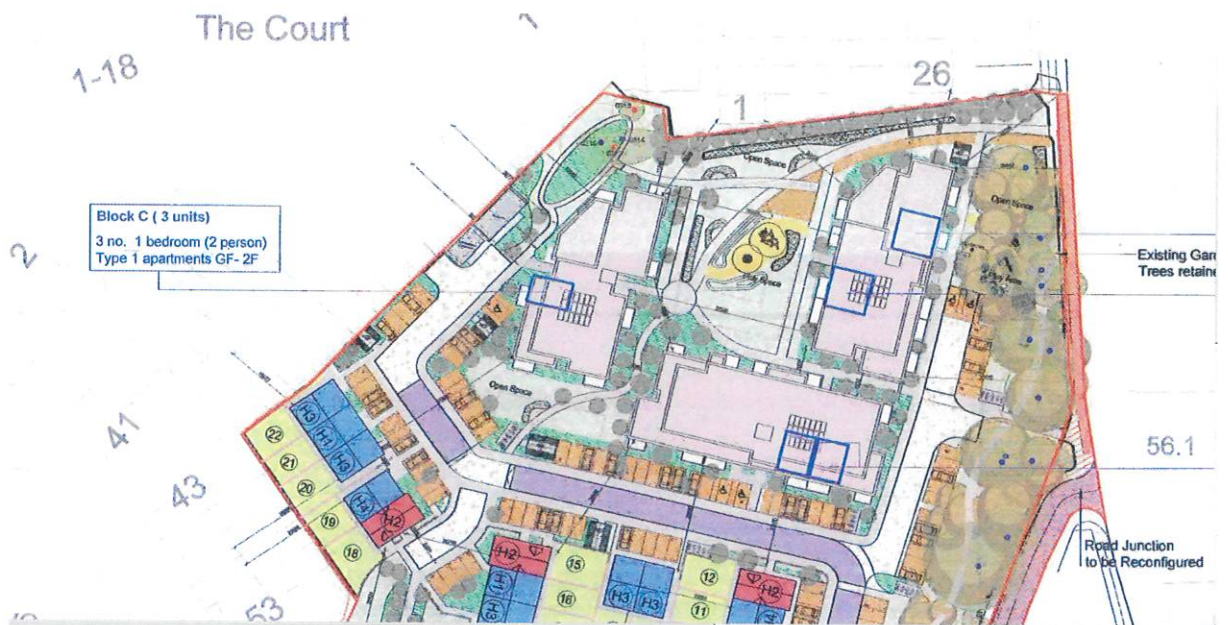 The Court
1-18
1
26
Block C ( 3 units)
3 no. 1 bedroom (2 person)
Type 1 apartments GF- 2F
2
Open Space
Open Space
Existing Gar
Trees retaine
Play Space
Open Space
41
43
53
56.1
Road Junction
to be Reconfigured
22
21
20
19
18
H3
H1
H3
H4
H2
H2
H1
H3
15
16
H3
H3
12
11
H2